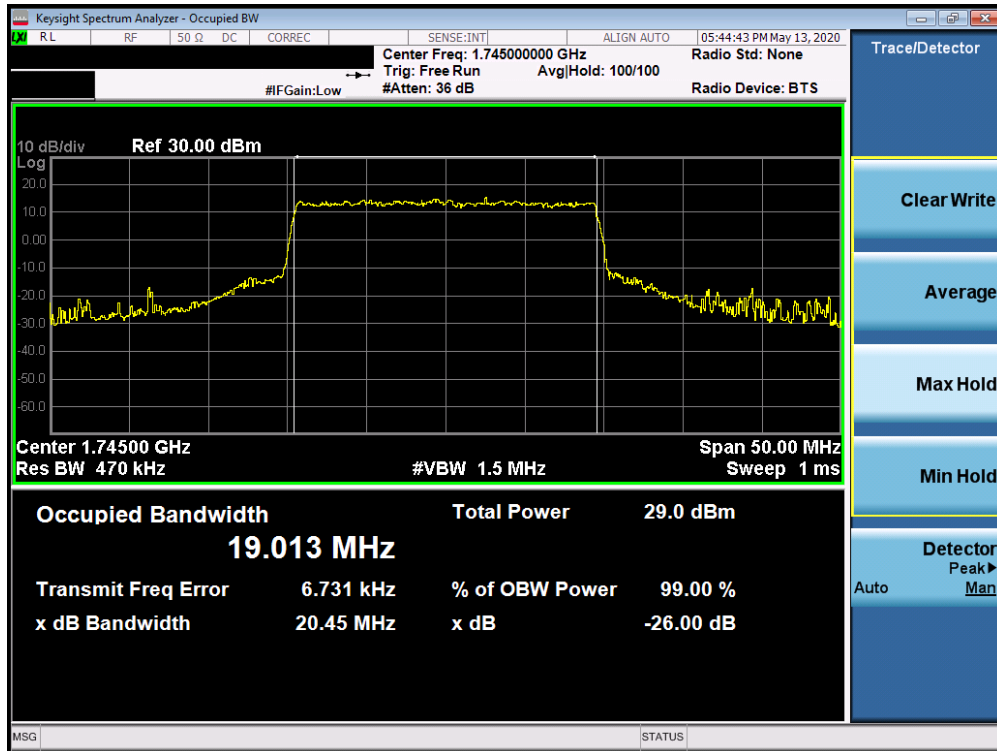 Keysight Spectrum Analyzer - Occupied BW
LXI RL RF 50 Ω DC CORREC SENSE:INT ALIGN AUTO 05:44:43 PM May 13, 2020
Center Freq: 1.745000000 GHz Radio Std: None
Trig: Free Run Avg|Hold: 100/100
#IFGain:Low #Atten: 36 dB Radio Device: BTS
10 dB/div Ref 30.00 dBm
Log
20.0
10.0
0.00
-10.0
-20.0
-30.0
-40.0
-50.0
-60.0
Center 1.74500 GHz Span 50.00 MHz
Res BW 470 kHz #VBW 1.5 MHz Sweep 1 ms
Occupied Bandwidth Total Power 29.0 dBm
19.013 MHz
Transmit Freq Error 6.731 kHz % of OBW Power 99.00 %
x dB Bandwidth 20.45 MHz x dB -26.00 dB
MSG STATUS
Trace/Detector
Clear Write
Average
Max Hold
Min Hold
Detector
Peak▶
Auto Man